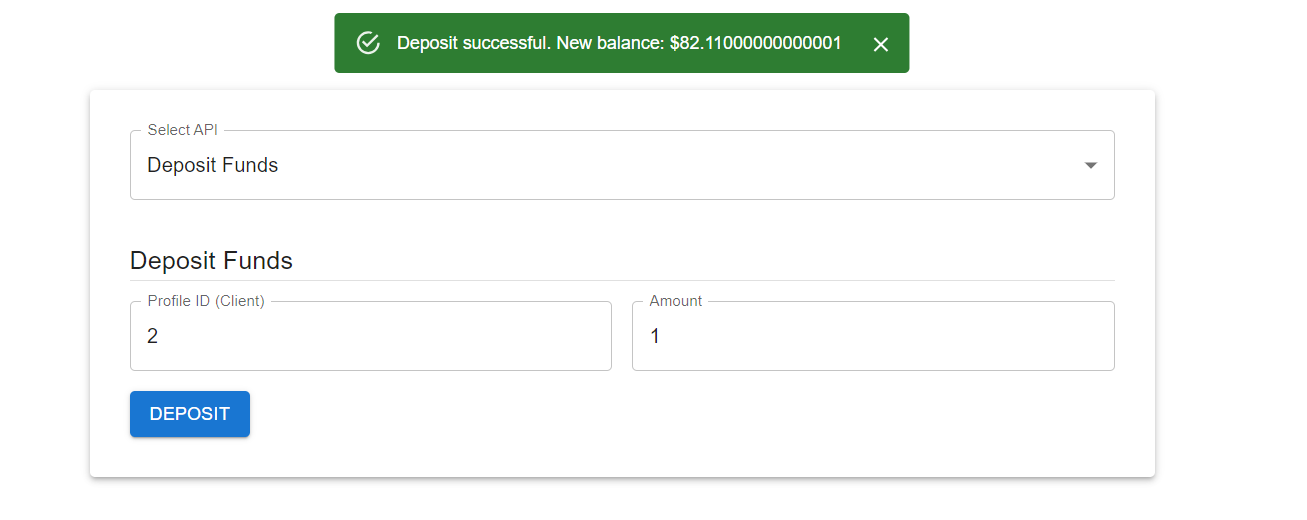 Deposit successful. New balance: $82.11000000000001
Select API
Deposit Funds
Deposit Funds
Profile ID (Client)
Amount
2
1
DEPOSIT